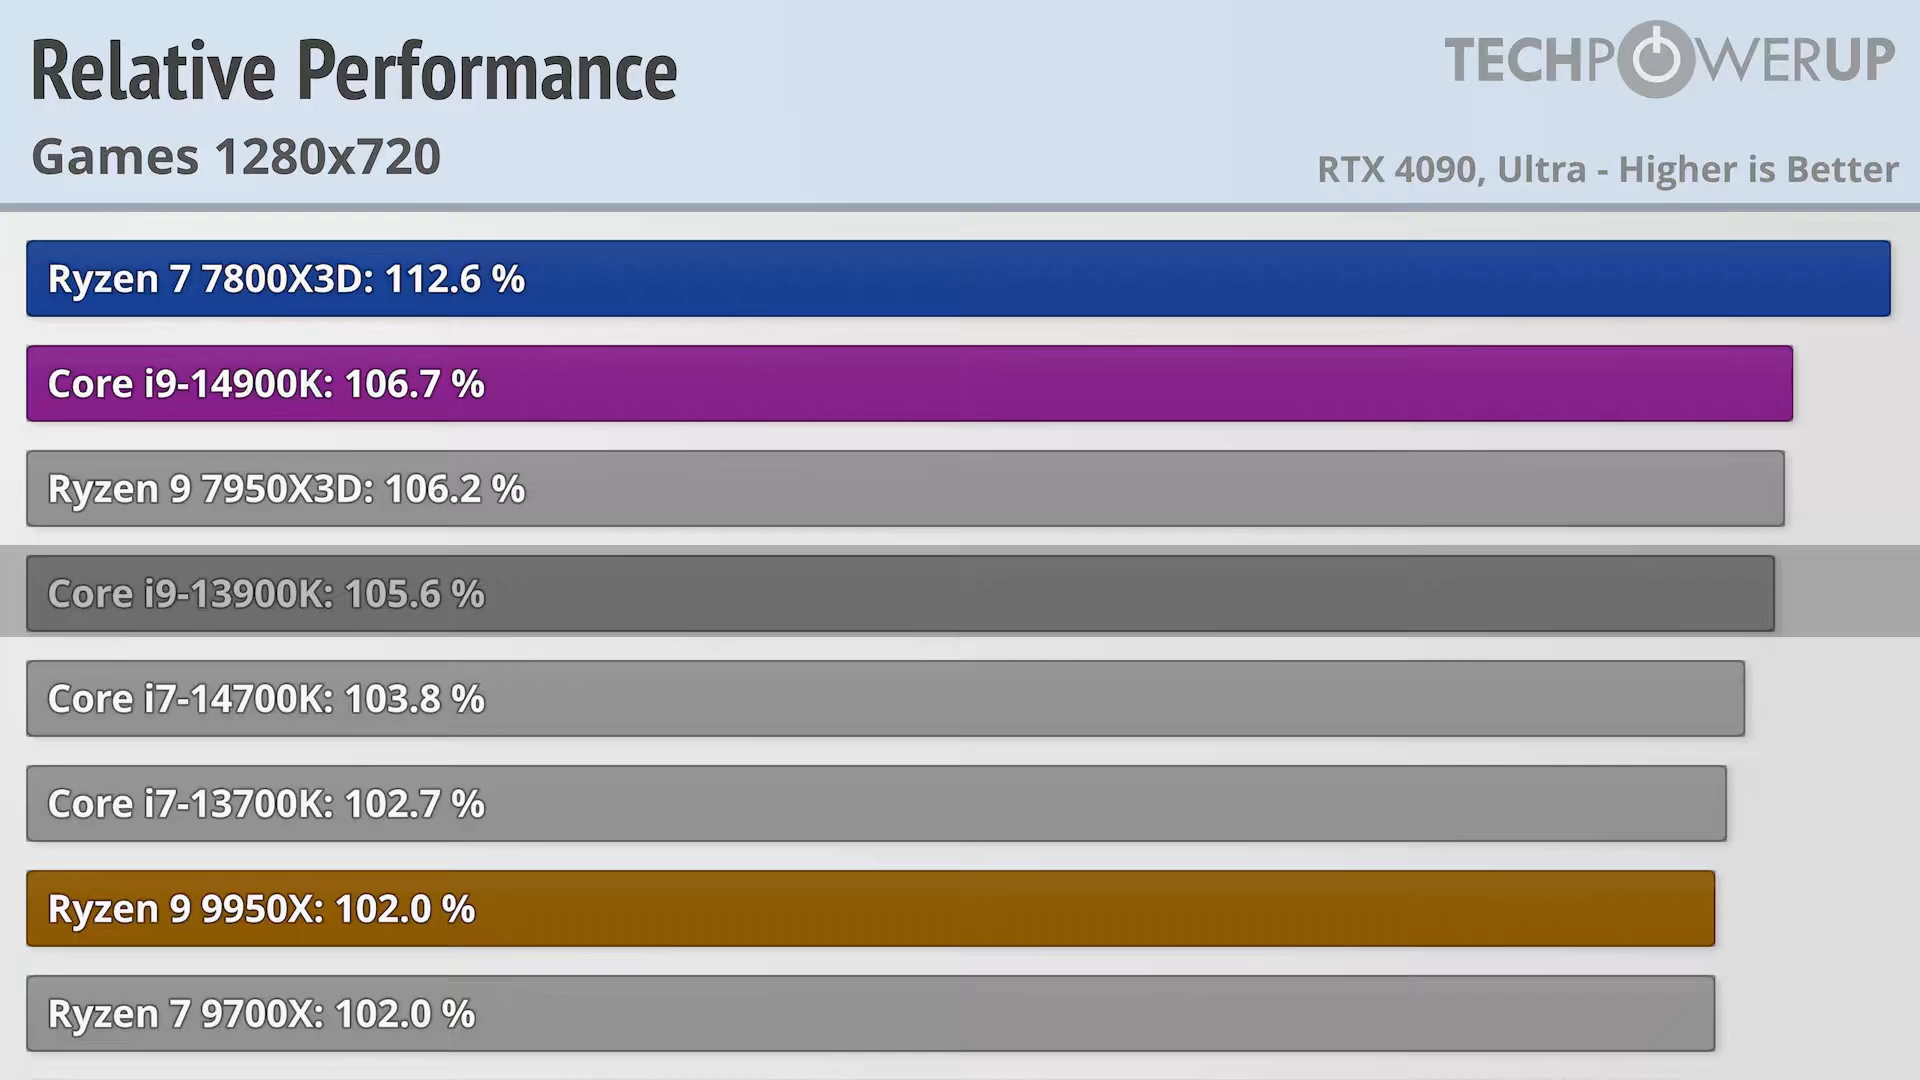 Relative Performance
TECHPOWERUP
Games 1280x720
RTX 4090, Ultra - Higher is Better
Ryzen 7 7800X3D: 112.6 %
Core i9-14900K: 106.7 %
Ryzen 9 7950X3D: 106.2 %
Core i9-13900K: 105.6 %
Core i7-14700K: 103.8 %
Core i7-13700K: 102.7 %
Ryzen 9 9950X: 102.0 %
Ryzen 7 9700X: 102.0 %